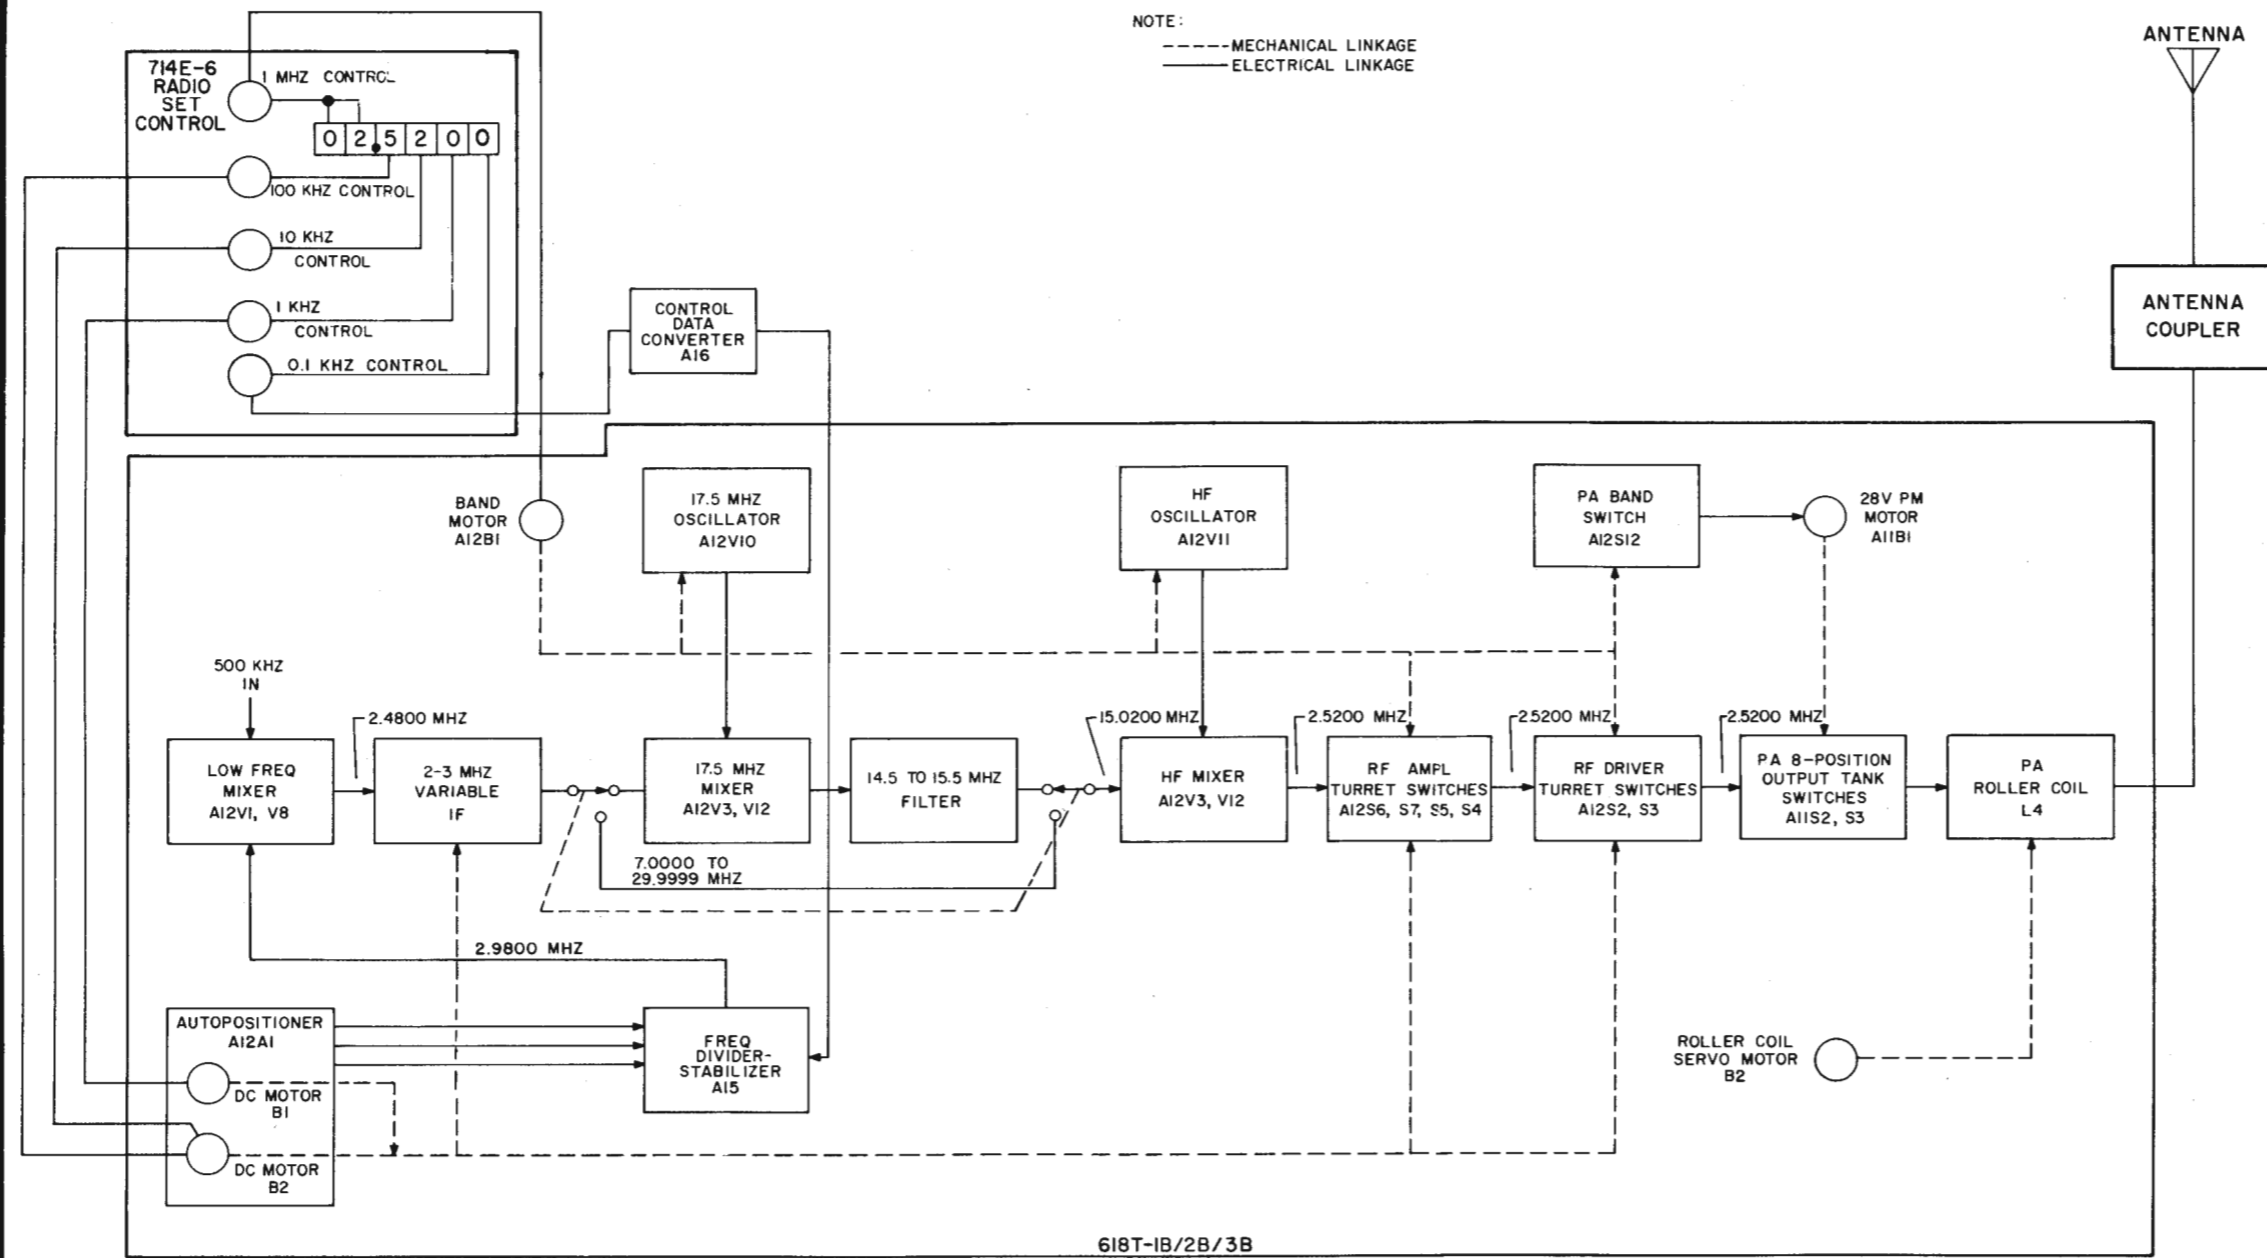 NOTE:
MECHANICAL LINKAGE
ELECTRICAL LINKAGE
ANTENNA
714E-6
RADIO
SET
CONTROL
1 MHZ CONTROL
0 2.5 2 0 0
100 KHZ CONTROL
10 KHZ
CONTROL
1 KHZ
CONTROL
0.1 KHZ CONTROL
CONTROL
DATA
CONVERTER
A16
ANTENNA
COUPLER
BAND
MOTOR
A12B1
17.5 MHZ
OSCILLATOR
A12V10
HF
OSCILLATOR
A12V11
PA BAND
SWITCH
A12S12
28V PM
MOTOR
A11B1
500 KHZ
IN
2.4800 MHZ
15.0200 MHZ
2.5200 MHZ
2.5200 MHZ
2.5200 MHZ
LOW FREQ
MIXER
A12V1, V8
2-3 MHZ
VARIABLE
IF
17.5 MHZ
MIXER
A12V3, V12
14.5 TO 15.5 MHZ
FILTER
HF MIXER
A12V3, V12
RF AMPL
TURRET SWITCHES
A12S6, S7, S5, S4
RF DRIVER
TURRET SWITCHES
A12S2, S3
PA 8-POSITION
OUTPUT TANK
SWITCHES
A11S2, S3
PA
ROLLER COIL
L4
7.0000 TO
29.9999 MHZ
2.9800 MHZ
AUTOPOSITIONER
A12A1
DC MOTOR
B1
DC MOTOR
B2
FREQ
DIVIDER-
STABILIZER
A15
ROLLER COIL
SERVO MOTOR
B2
618T-1B/2B/3B